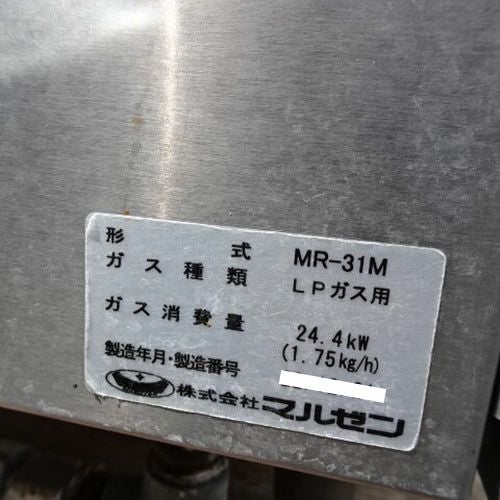 形式 MR-31M
ガス種類 LPガス用
ガス消費量 24.4kW
(1.75kg/h)
製造年月・製造番号
株式会社マルゼン